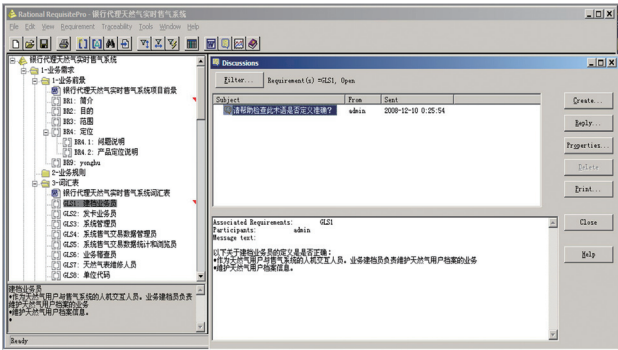 Rational RequisitePro - 银行代理天然气实时售气系统
File Edit View Requirement Traceability Tools Window Help
银行代理天然气实时售气系统
1-业务需求
1-业务前景
银行代理天然气实时售气系统项目前景
BR1: 简介
BR2: 目的
BR3: 范围
BR4: 定位
BR4.1: 问题说明
BR4.2: 产品定位说明
BR9: yonghu
2-业务规则
3-词汇表
银行代理天然气实时售气系统词汇表
GLS1: 建档业务员
GLS2: 发卡业务员
GLS3: 系统管理员
GLS4: 系统售气交易数据管理员
GLS5: 系统售气交易数据统计和浏览员
GLS6: 业务稽查员
GLS7: 天然气表维修人员
GLS8: 单位代码
建档业务员
*作为天然气用户与售气系统的人机交互人员。业务建档员负责
维护天然气用户档案的业务
*维护天然气用户档案信息。
*
Ready
Discussions
Filter... Requirement(s) =GLS1, Open
Subject From Sent
请帮助检查此术语是否定义准确? admin 2008-12-10 0:25:54
Associated Requirements: GLS1
Participants: admin
Message text:
以下关于建档业务员的定义是是否正确:
*作为天然气用户与售气系统的人机交互人员。业务建档员负责维护天然气用户档案的业务
*维护天然气用户档案信息。
Create...
Reply...
Properties...
Delete
Print...
Close
Help